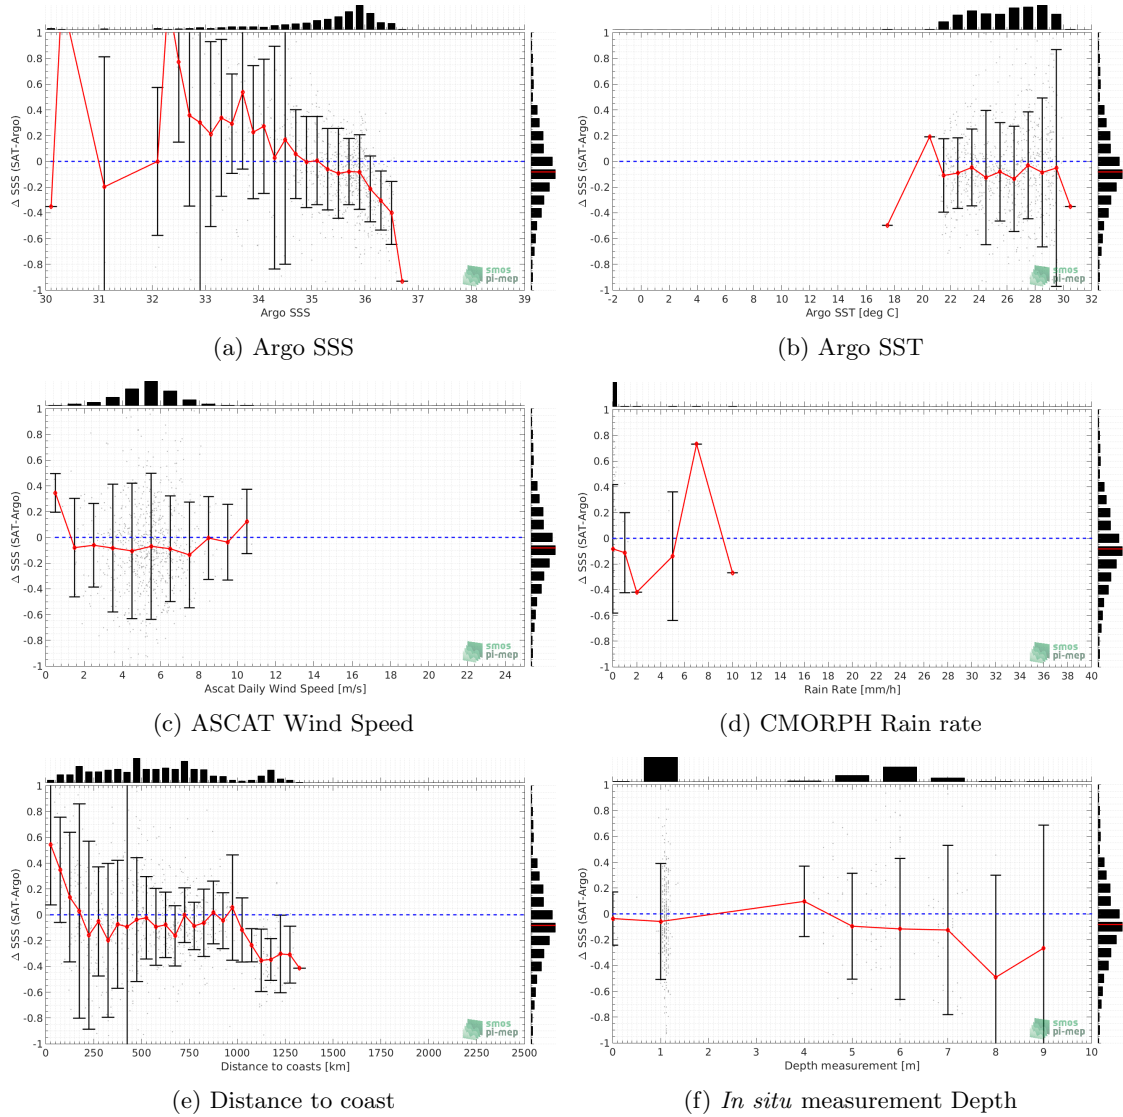 1
0.8
0.6
0.4
0.2
0
-0.2
-0.4
-0.6
-0.8
-1
Δ SSS (SAT-Argo)
30 31 32 33 34 35 36 37 38 39
Argo SSS
smos
pi-mep
(a) Argo SSS
1
0.8
0.6
0.4
0.2
0
-0.2
-0.4
-0.6
-0.8
-1
Δ SSS (SAT-Argo)
-2 0 2 4 6 8 10 12 14 16 18 20 22 24 26 28 30 32
Argo SST [deg C]
smos
pi-mep
(b) Argo SST
1
0.8
0.6
0.4
0.2
0
-0.2
-0.4
-0.6
-0.8
-1
Δ SSS (SAT-Argo)
0 2 4 6 8 10 12 14 16 18 20 22 24
Ascat Daily Wind Speed [m/s]
smos
pi-mep
(c) ASCAT Wind Speed
1
0.8
0.6
0.4
0.2
0
-0.2
-0.4
-0.6
-0.8
-1
Δ SSS (SAT-Argo)
0 2 4 6 8 10 12 14 16 18 20 22 24 26 28 30 32 34 36 38 40
Rain Rate [mm/h]
smos
pi-mep
(d) CMORPH Rain rate
1
0.8
0.6
0.4
0.2
0
-0.2
-0.4
-0.6
-0.8
-1
Δ SSS (SAT-Argo)
0 250 500 750 1000 1250 1500 1750 2000 2250 2500
Distance to coasts [km]
smos
pi-mep
(e) Distance to coast
1
0.8
0.6
0.4
0.2
0
-0.2
-0.4
-0.6
-0.8
-1
Δ SSS (SAT-Argo)
0 1 2 3 4 5 6 7 8 9 10
Depth measurement [m]
smos
pi-mep
(f) In situ measurement Depth